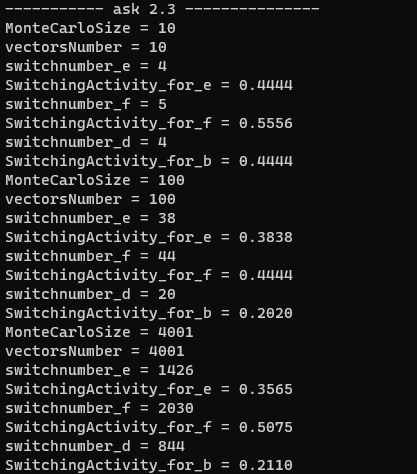 ----------- ask 2.3 ---------------
MonteCarloSize = 10
vectorsNumber = 10
switchnumber_e = 4
SwitchingActivity_for_e = 0.4444
switchnumber_f = 5
SwitchingActivity_for_f = 0.5556
switchnumber_d = 4
SwitchingActivity_for_b = 0.4444
MonteCarloSize = 100
vectorsNumber = 100
switchnumber_e = 38
SwitchingActivity_for_e = 0.3838
switchnumber_f = 44
SwitchingActivity_for_f = 0.4444
switchnumber_d = 20
SwitchingActivity_for_b = 0.2020
MonteCarloSize = 4001
vectorsNumber = 4001
switchnumber_e = 1426
SwitchingActivity_for_e = 0.3565
switchnumber_f = 2030
SwitchingActivity_for_f = 0.5075
switchnumber_d = 844
SwitchingActivity_for_b = 0.2110